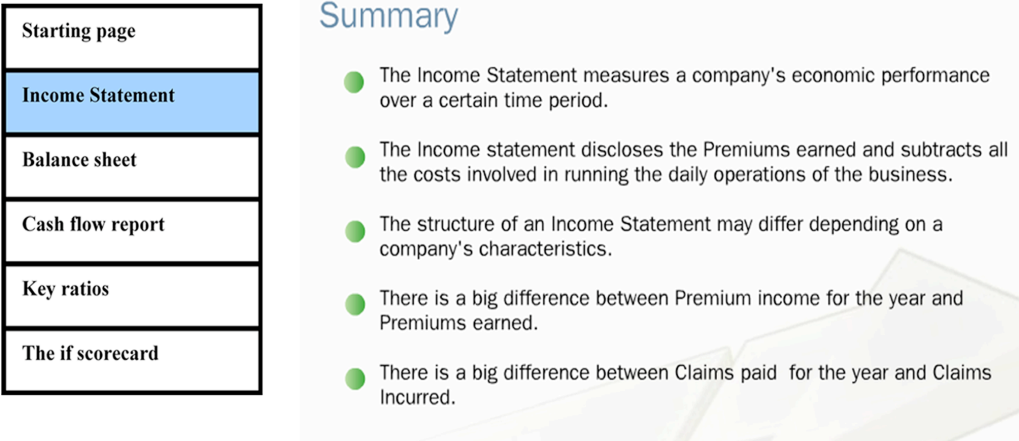 Starting page
Income Statement
Balance sheet
Cash flow report
Key ratios
The if scorecard
Summary
The Income Statement measures a company's economic performance
over a certain time period.
The Income statement discloses the Premiums earned and subtracts all
the costs involved in running the daily operations of the business.
The structure of an Income Statement may differ depending on a
company's characteristics.
There is a big difference between Premium income for the year and
Premiums earned.
There is a big difference between Claims paid for the year and Claims
Incurred.